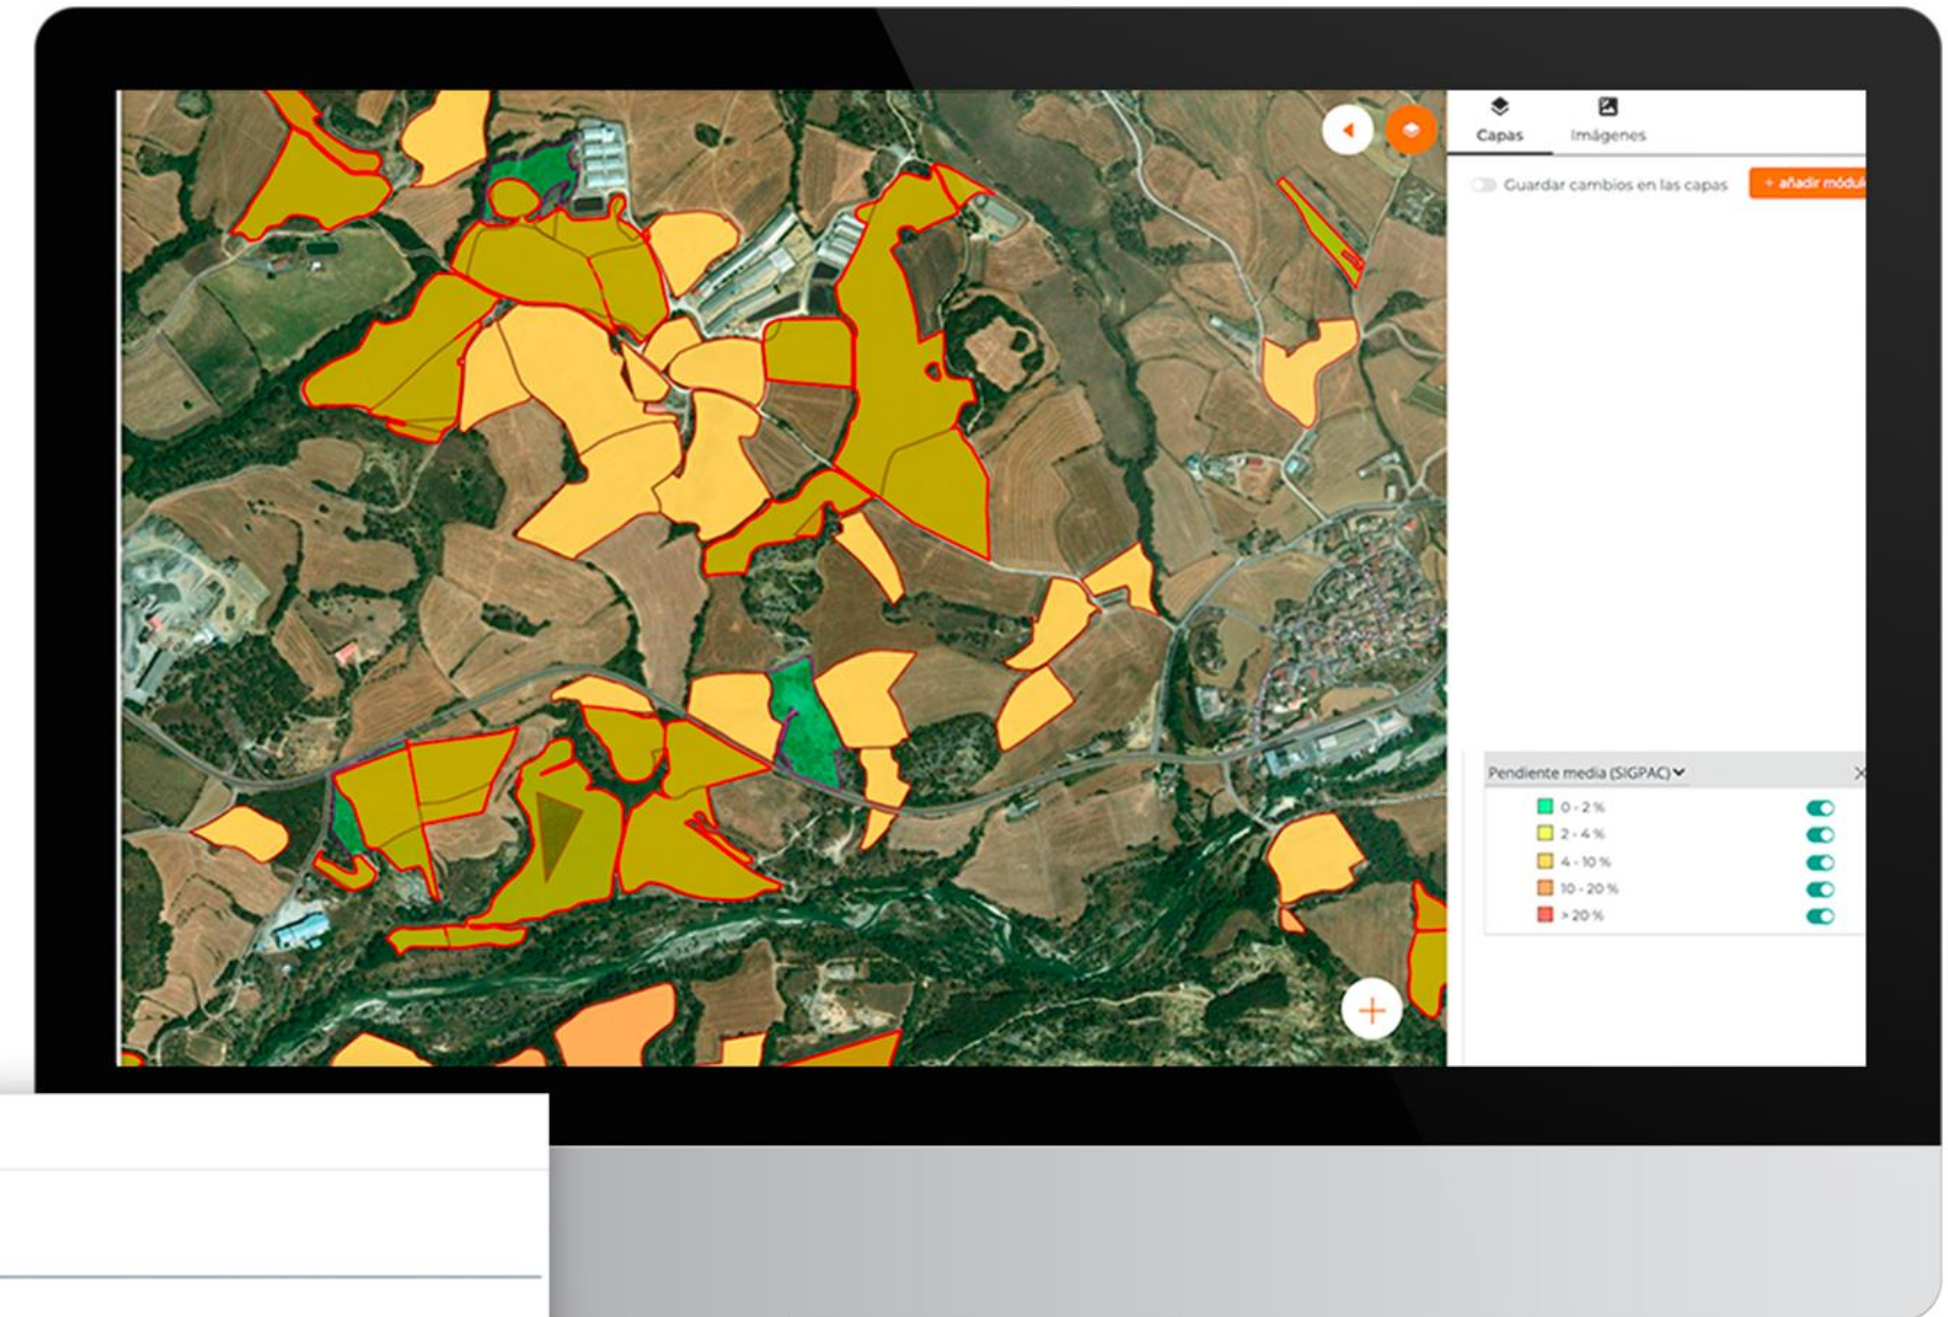 Capas
Imágenes
Guardar cambios en las capas
+ añadir módul
Pendiente media (SIGPAC)
0 - 2 %
2 - 4 %
4 - 10 %
10 - 20 %
> 20 %